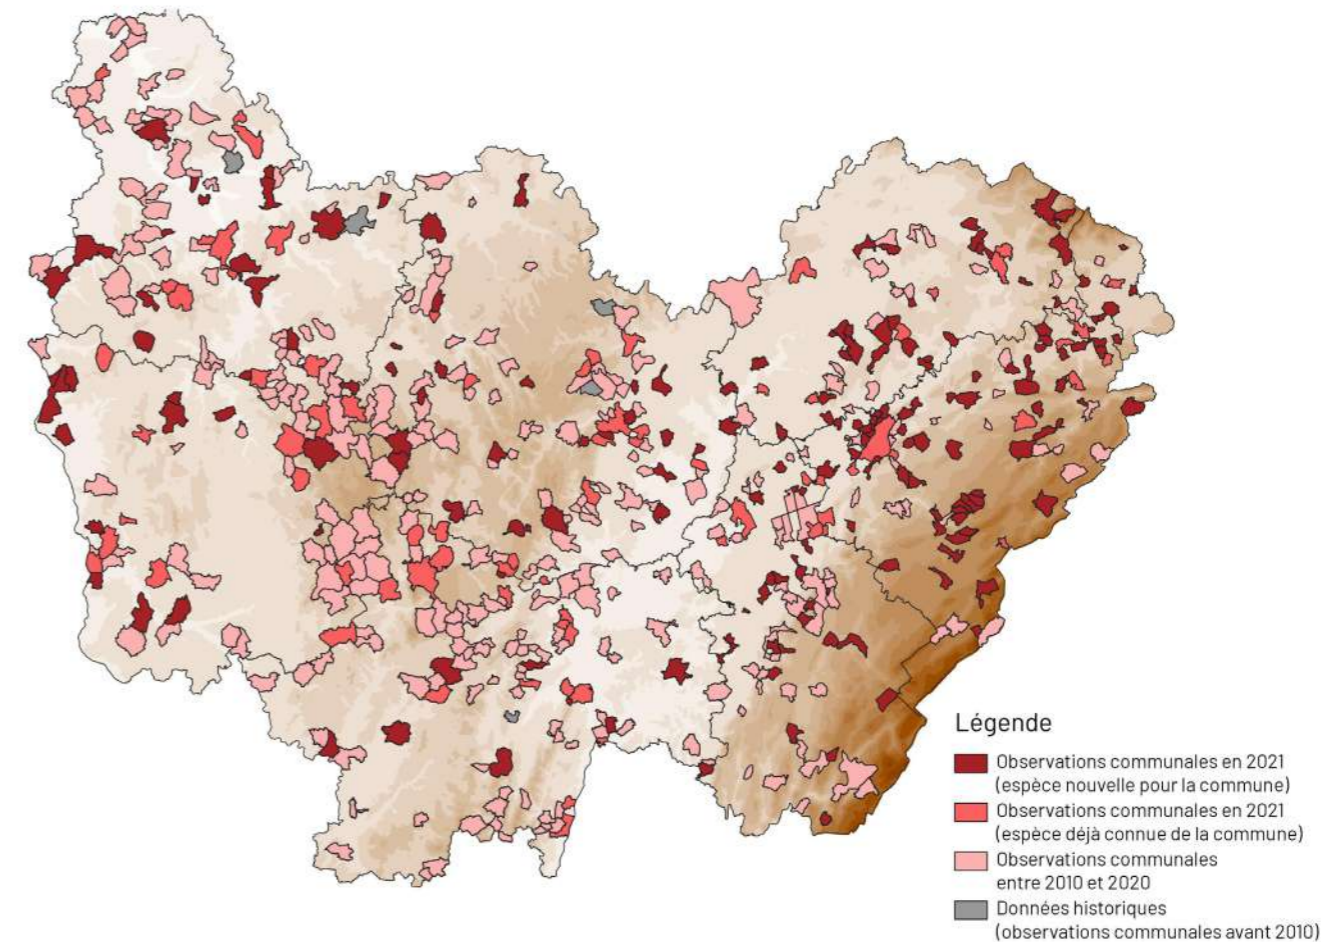 Légende
Observations communales en 2021
(espèce nouvelle pour la commune)
Observations communales en 2021
(espèce déjà connue de la commune)
Observations communales
entre 2010 et 2020
Données historiques
(observations communales avant 2010)